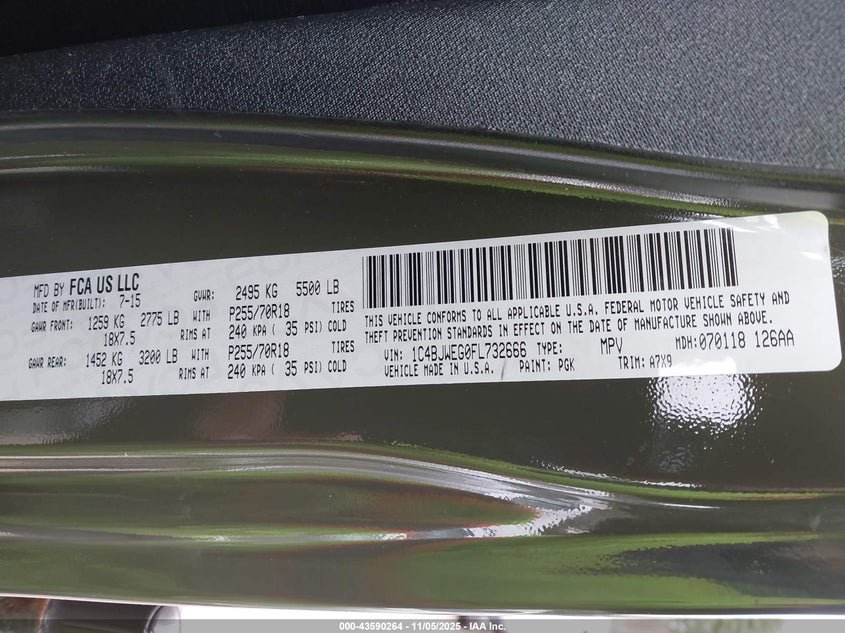 MFD BY FCA US LLC
DATE OF MFR(BUILT): 7-15 GVWR: 2495 KG 5500 LB
GAWR FRONT: 1259 KG 2775 LB WITH P255/70R18 TIRES
18X7.5 RIMS AT 240 KPA ( 35 PSI) COLD
GAWR REAR: 1452 KG 3200 LB WITH P255/70R18 TIRES
18X7.5 RIMS AT 240 KPA ( 35 PSI) COLD
THIS VEHICLE CONFORMS TO ALL APPLICABLE U.S.A. FEDERAL MOTOR VEHICLE SAFETY AND
THEFT PREVENTION STANDARDS IN EFFECT ON THE DATE OF MANUFACTURE SHOWN ABOVE.
VIN: 1C4BJWEG0FL732666 TYPE: MPV MDH: 070118 126AA
VEHICLE MADE IN U.S.A. PAINT: PGK TRIM: A7X9
000-43590264 - 11/05/2025 - IAA Inc.